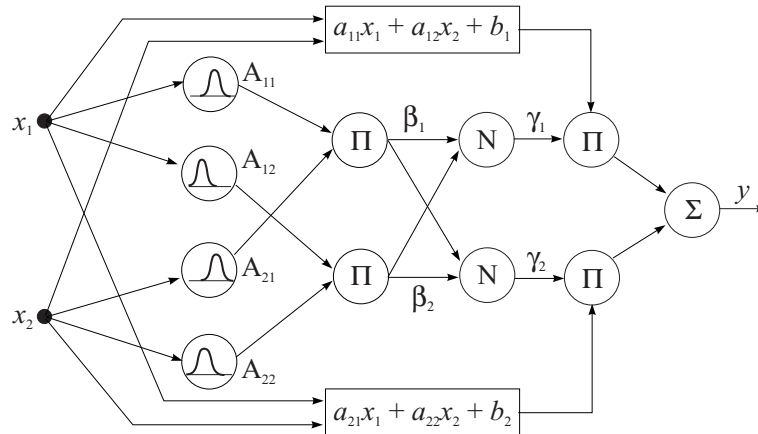 a₁₁x₁ + a₁₂x₂ + b₁
A₁₁
x₁
A₁₂
Π
β₁
N
γ₁
Π
Σ
y
A₂₁
Π
β₂
N
γ₂
Π
x₂
A₂₂
a₂₁x₁ + a₂₂x₂ + b₂